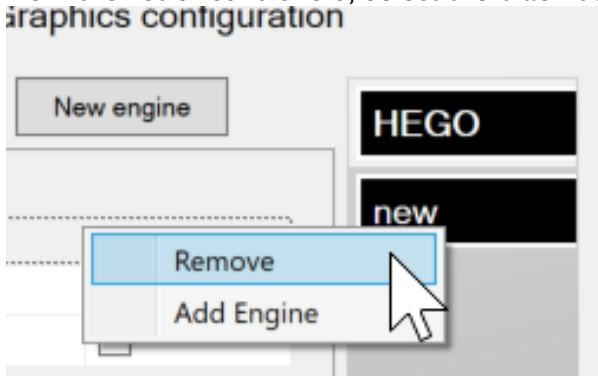 Graphics configuration
New engine
HEGO
new
Remove
Add Engine